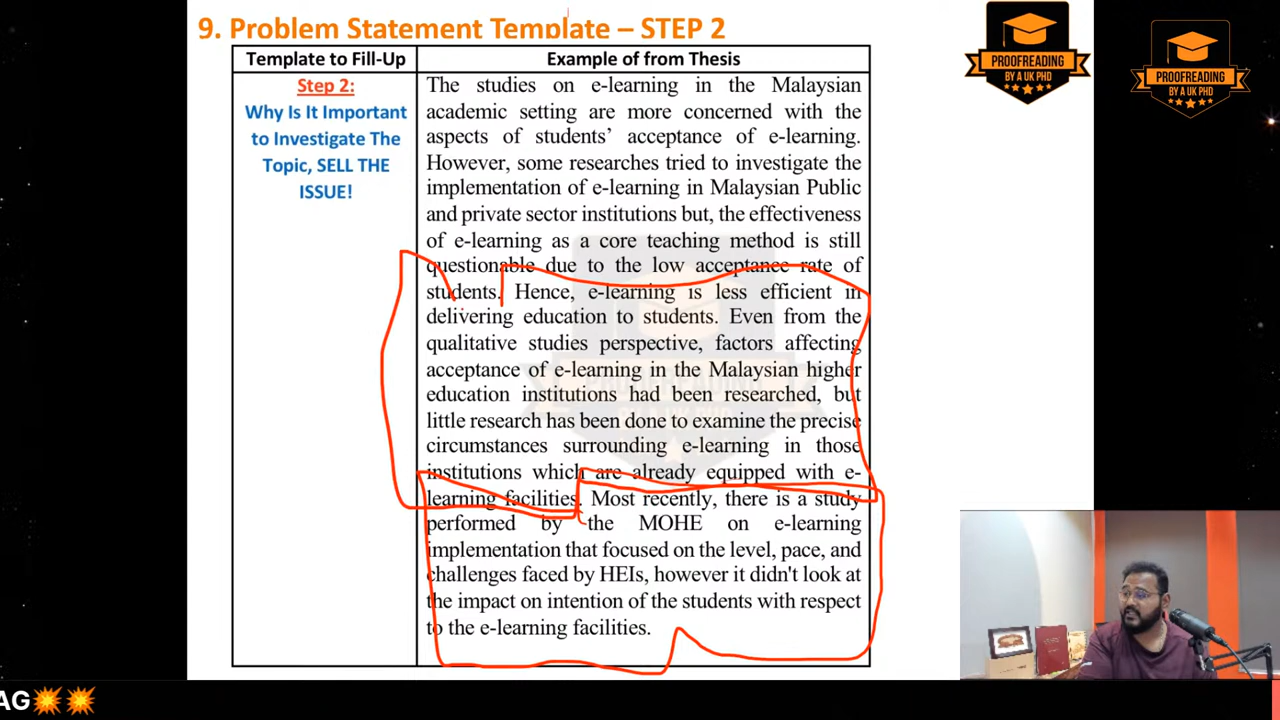 9. Problem Statement Template – STEP 2
Template to Fill-Up
Example of from Thesis
Step 2:
Why Is It Important
to Investigate The
Topic, SELL THE
ISSUE!
The studies on e-learning in the Malaysian
academic setting are more concerned with the
aspects of students’ acceptance of e-learning.
However, some researches tried to investigate the
implementation of e-learning in Malaysian Public
and private sector institutions but, the effectiveness
of e-learning as a core teaching method is still
questionable due to the low acceptance rate of
students. Hence, e-learning is less efficient in
delivering education to students. Even from the
qualitative studies perspective, factors affecting
acceptance of e-learning in the Malaysian higher
education institutions had been researched, but
little research has been done to examine the precise
circumstances surrounding e-learning in those
institutions which are already equipped with e-
learning facilities. Most recently, there is a study
performed by the MOHE on e-learning
implementation that focused on the level, pace, and
challenges faced by HEIs, however it didn't look at
the impact on intention of the students with respect
to the e-learning facilities.
PROOFREADING
BY A UK PHD
PROOFREADING
BY A UK PHD
PROOFREADING
BY A UK PHD
AG💥💥